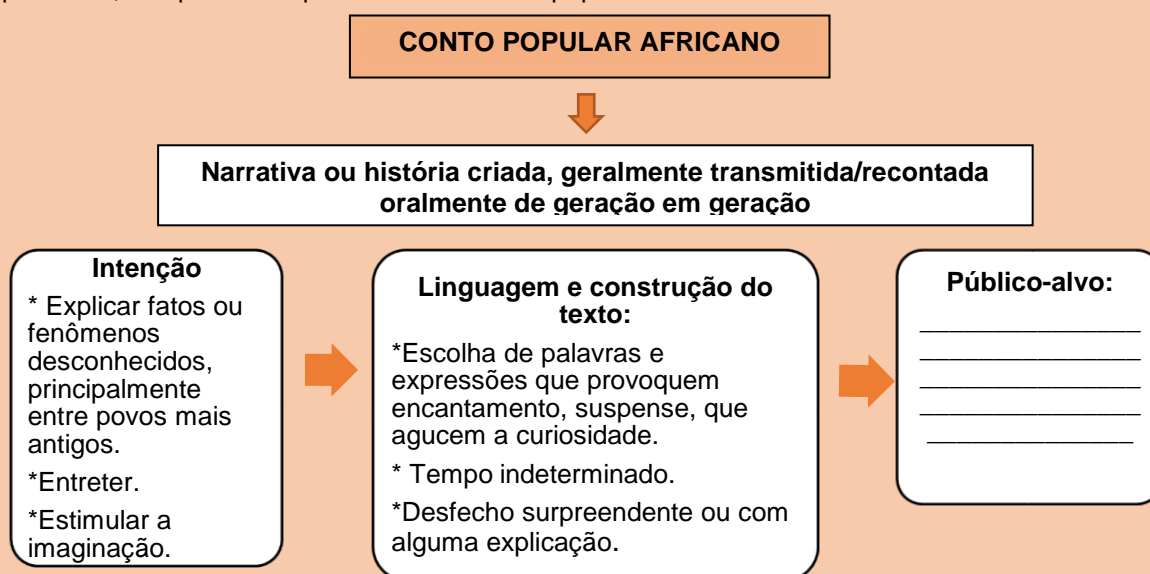 CONTO POPULAR AFRICANO
Narrativa ou história criada, geralmente transmitida/recontada
oralmente de geração em geração
Intenção
* Explicar fatos ou
fenômenos
desconhecidos,
principalmente
entre povos mais
antigos.
*Entreter.
*Estimular a
imaginação.
Linguagem e construção do
texto:
*Escolha de palavras e
expressões que provoquem
encantamento, suspense, que
agucem a curiosidade.
* Tempo indeterminado.
*Desfecho surpreendente ou com
alguma explicação.
Público-alvo: